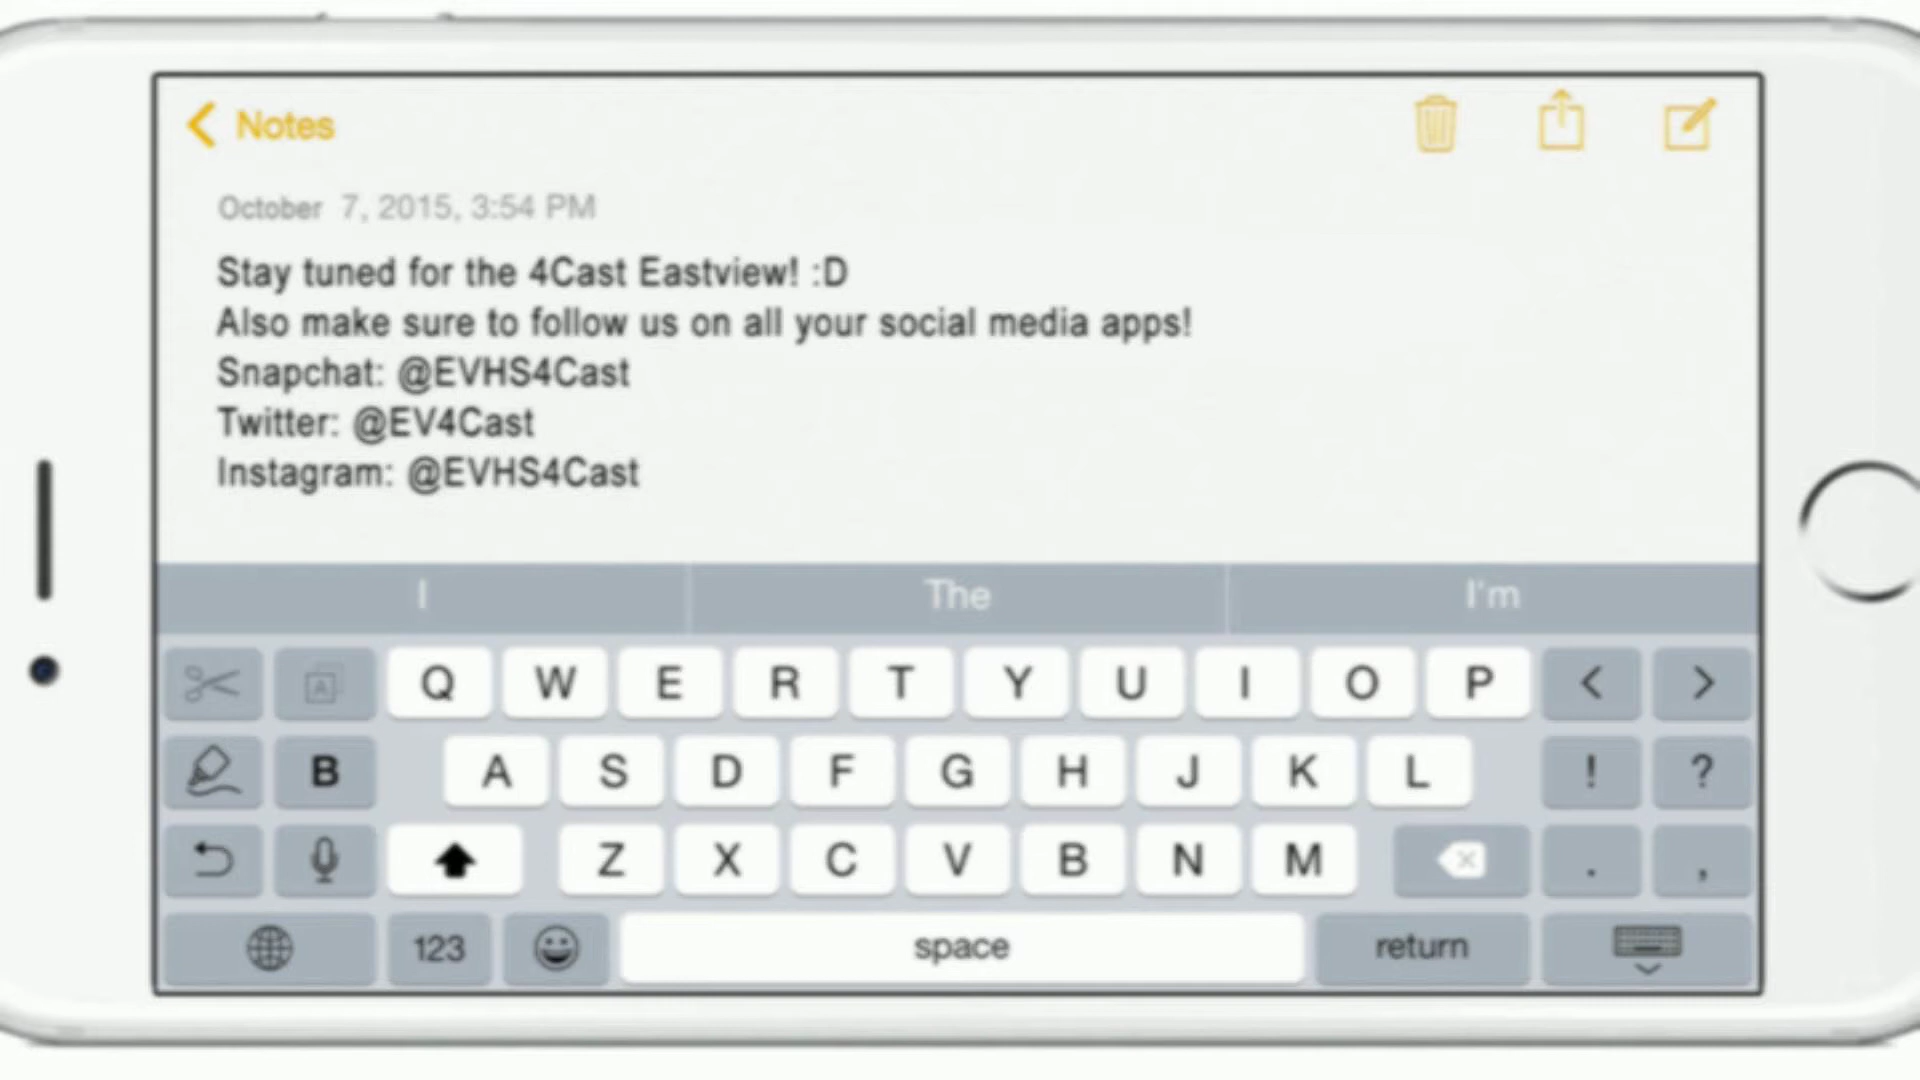 Notes
October 7, 2015, 3:54 PM
Stay tuned for the 4Cast Eastview! :D
Also make sure to follow us on all your social media apps!
Snapchat: @EVHS4Cast
Twitter: @EV4Cast
Instagram: @EVHS4Cast
I The I'm
A Q W E R T Y U I O P < >
B A S D F G H J K L ! ?
Z X C V B N M . ,
123 space return